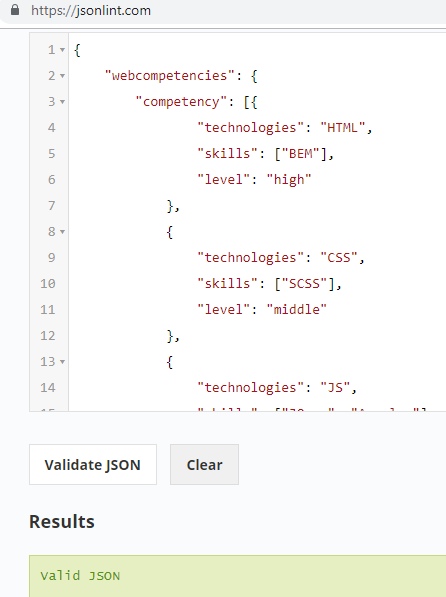 https://jsonlint.com
1 {
2 "webcompetencies": {
3 "competency": [{
4 "technologies": "HTML",
5 "skills": ["BEM"],
6 "level": "high"
7 },
8 {
9 "technologies": "CSS",
10 "skills": ["SCSS"],
11 "level": "middle"
12 },
13 {
14 "technologies": "JS",
Validate JSON Clear
Results
Valid JSON